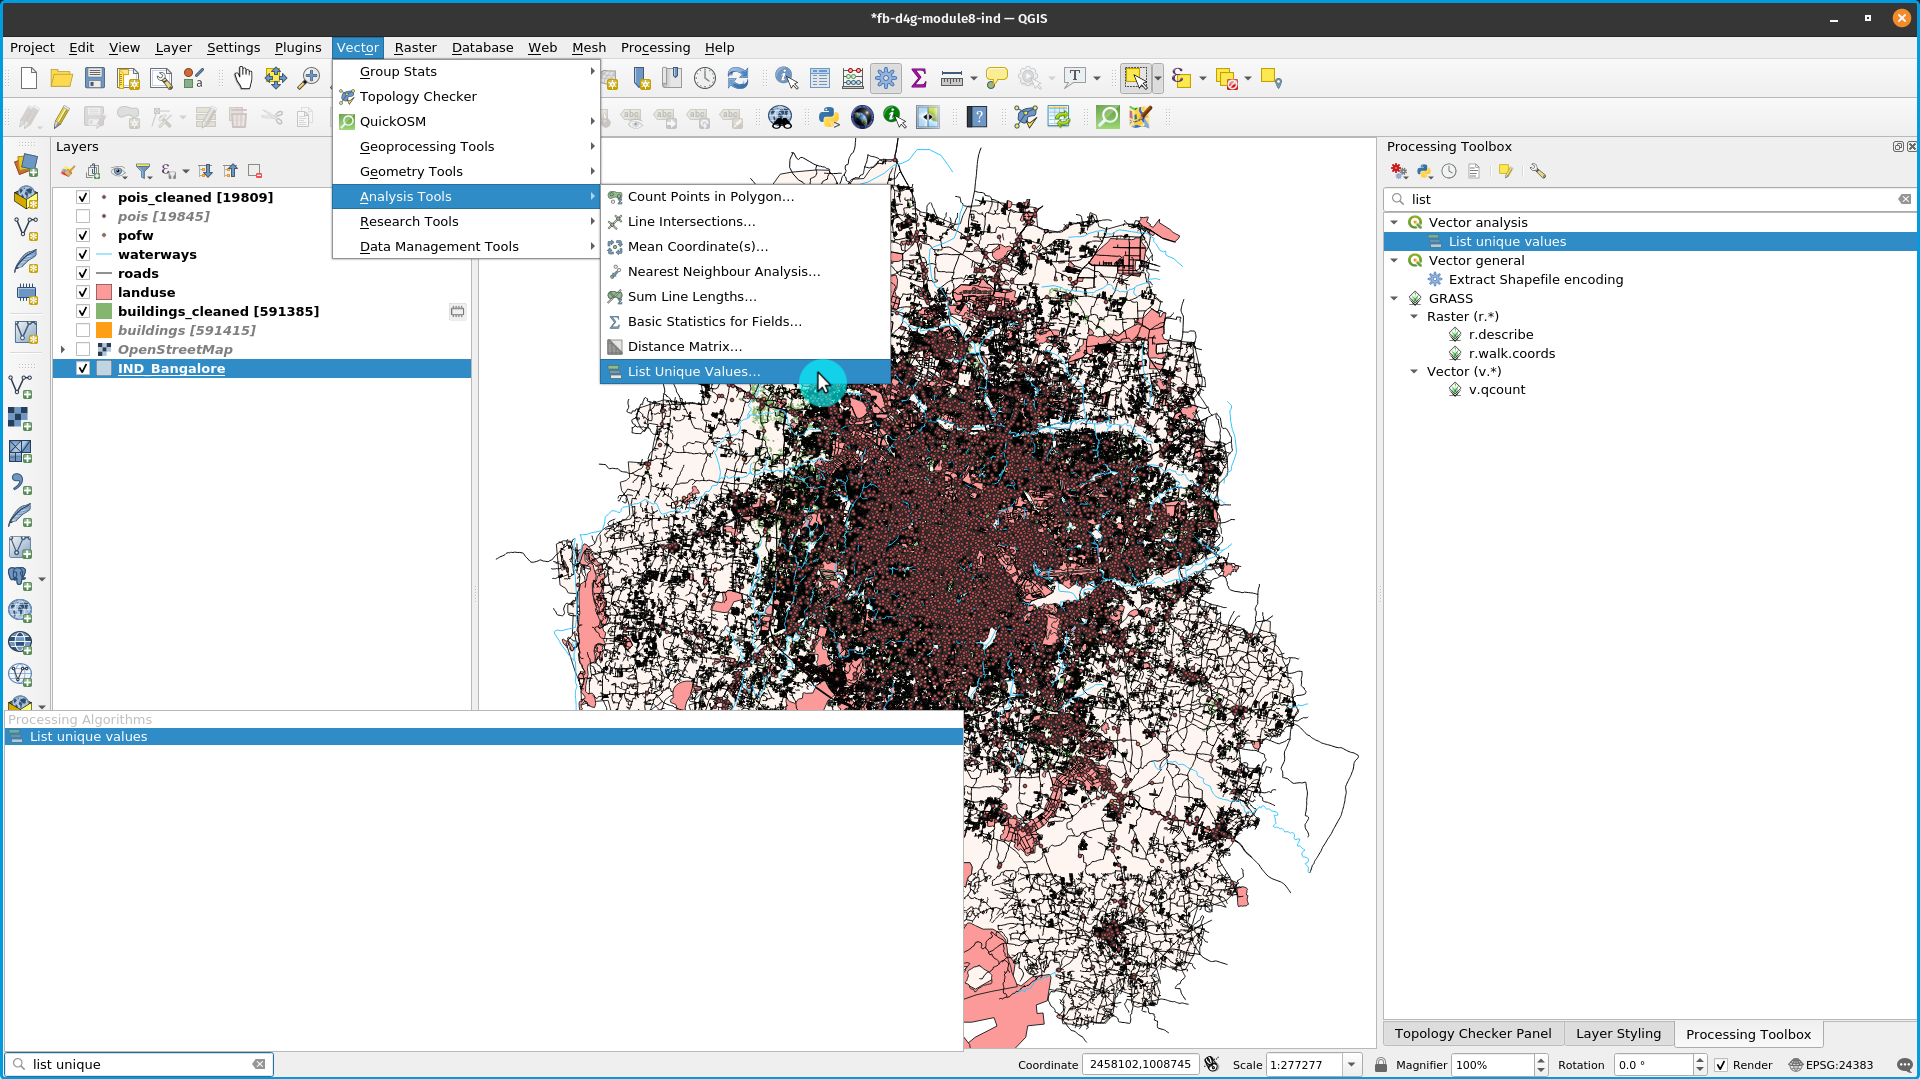 *fb-d4g-module8-ind — QGIS
Project Edit View Layer Settings Plugins Vector Raster Database Web Mesh Processing Help
Group Stats
Topology Checker
QuickOSM
Geoprocessing Tools
Geometry Tools
Analysis Tools
Research Tools
Data Management Tools
Count Points in Polygon...
Line Intersections...
Mean Coordinate(s)...
Nearest Neighbour Analysis...
Sum Line Lengths...
Basic Statistics for Fields...
Distance Matrix...
List Unique Values...
Layers
pois_cleaned [19809]
pois [19845]
pofw
waterways
roads
landuse
buildings_cleaned [591385]
buildings [591415]
OpenStreetMap
IND_Bangalore
Processing Toolbox
list
Vector analysis
List unique values
Vector general
Extract Shapefile encoding
GRASS
Raster (r.*)
r.describe
r.walk.coords
Vector (v.*)
v.qcount
Processing Algorithms
List unique values
Topology Checker Panel Layer Styling Processing Toolbox
list unique
Coordinate 2458102,1008745 Scale 1:277277 Magnifier 100% Rotation 0.0 ° Render EPSG:24383